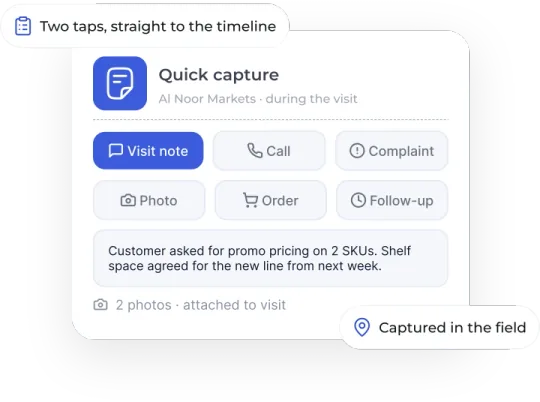 Two taps, straight to the timeline
Quick capture
Al Noor Markets · during the visit
Visit note
Call
Complaint
Photo
Order
Follow-up
Customer asked for promo pricing on 2 SKUs. Shelf
space agreed for the new line from next week.
2 photos · attached to visit
Captured in the field